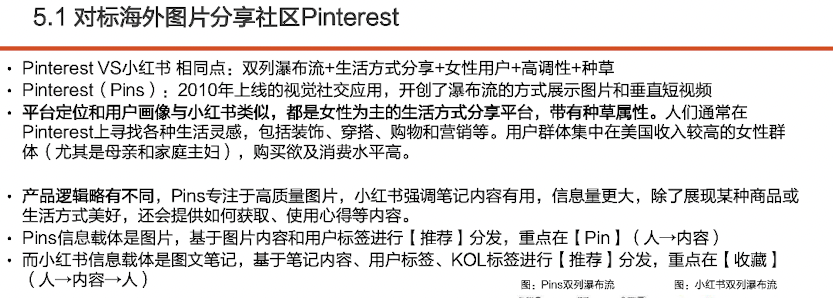 5.1 对标海外图片分享社区Pinterest
• Pinterest VS小红书 相同点：双列瀑布流+生活方式分享+女性用户+高调性+种草
• Pinterest（Pins）：2010年上线的视觉社交应用，开创了瀑布流的方式展示图片和垂直短视频
• 平台定位和用户画像与小红书类似，都是女性为主的生活方式分享平台，带有种草属性。人们通常在
Pinterest上寻找各种生活灵感，包括装饰、穿搭、购物和营销等。用户群体集中在美国收入较高的女性群
体（尤其是母亲和家庭主妇），购买欲及消费水平高。
• 产品逻辑略有不同，Pins专注于高质量图片，小红书强调笔记内容有用，信息量更大，除了展现某种商品或
生活方式美好，还会提供如何获取、使用心得等内容。
• Pins信息载体是图片，基于图片内容和用户标签进行【推荐】分发，重点在【Pin】（人→内容）
• 而小红书信息载体是图文笔记，基于笔记内容、用户标签、KOL标签进行【推荐】分发，重点在【收藏】
（人→内容→人）
图：Pins双列瀑布流
图：小红书双列瀑布流